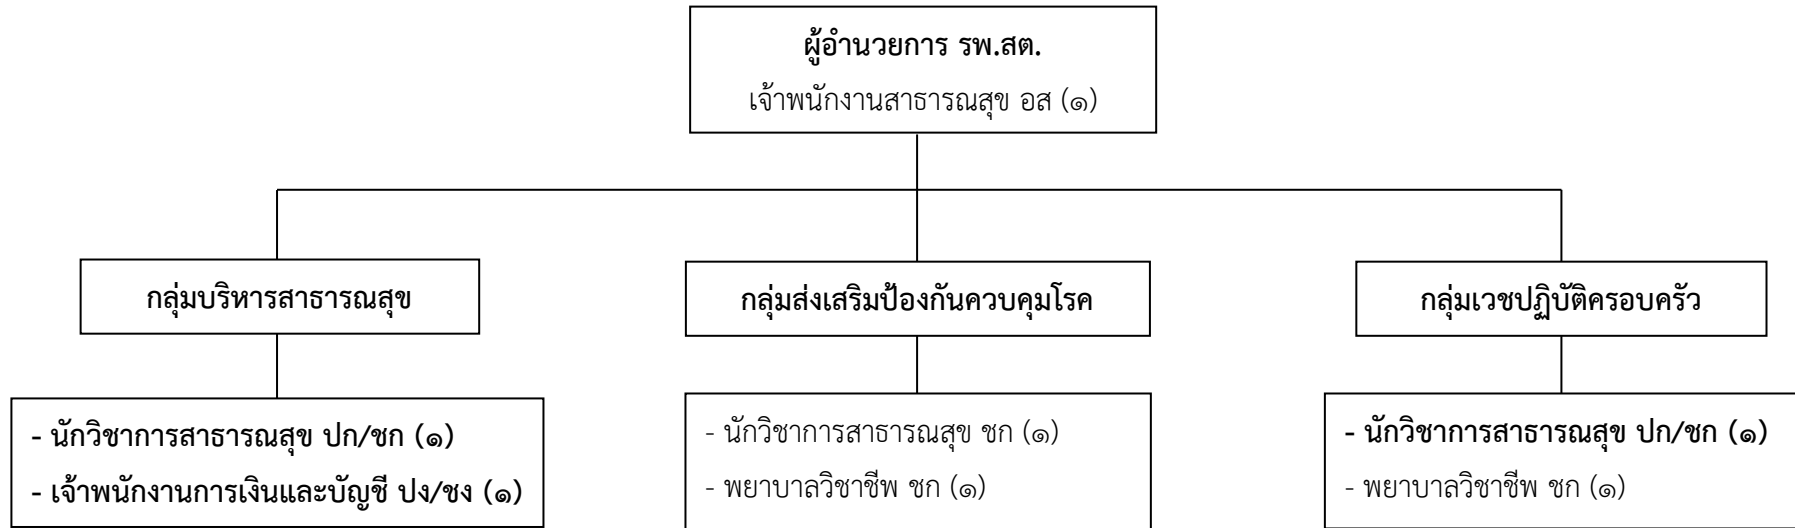 ผู้อำนวยการ รพ.สต.
เจ้าพนักงานสาธารณสุข อส (๑)
กลุ่มบริหารสาธารณสุข
กลุ่มส่งเสริมป้องกันควบคุมโรค
กลุ่มเวชปฏิบัติครอบครัว
- นักวิชาการสาธารณสุข ปก/ชก (๑)
- เจ้าพนักงานการเงินและบัญชี ปง/ชง (๑)
- นักวิชาการสาธารณสุข ชก (๑)
- พยาบาลวิชาชีพ ชก (๑)
- นักวิชาการสาธารณสุข ปก/ชก (๑)
- พยาบาลวิชาชีพ ชก (๑)